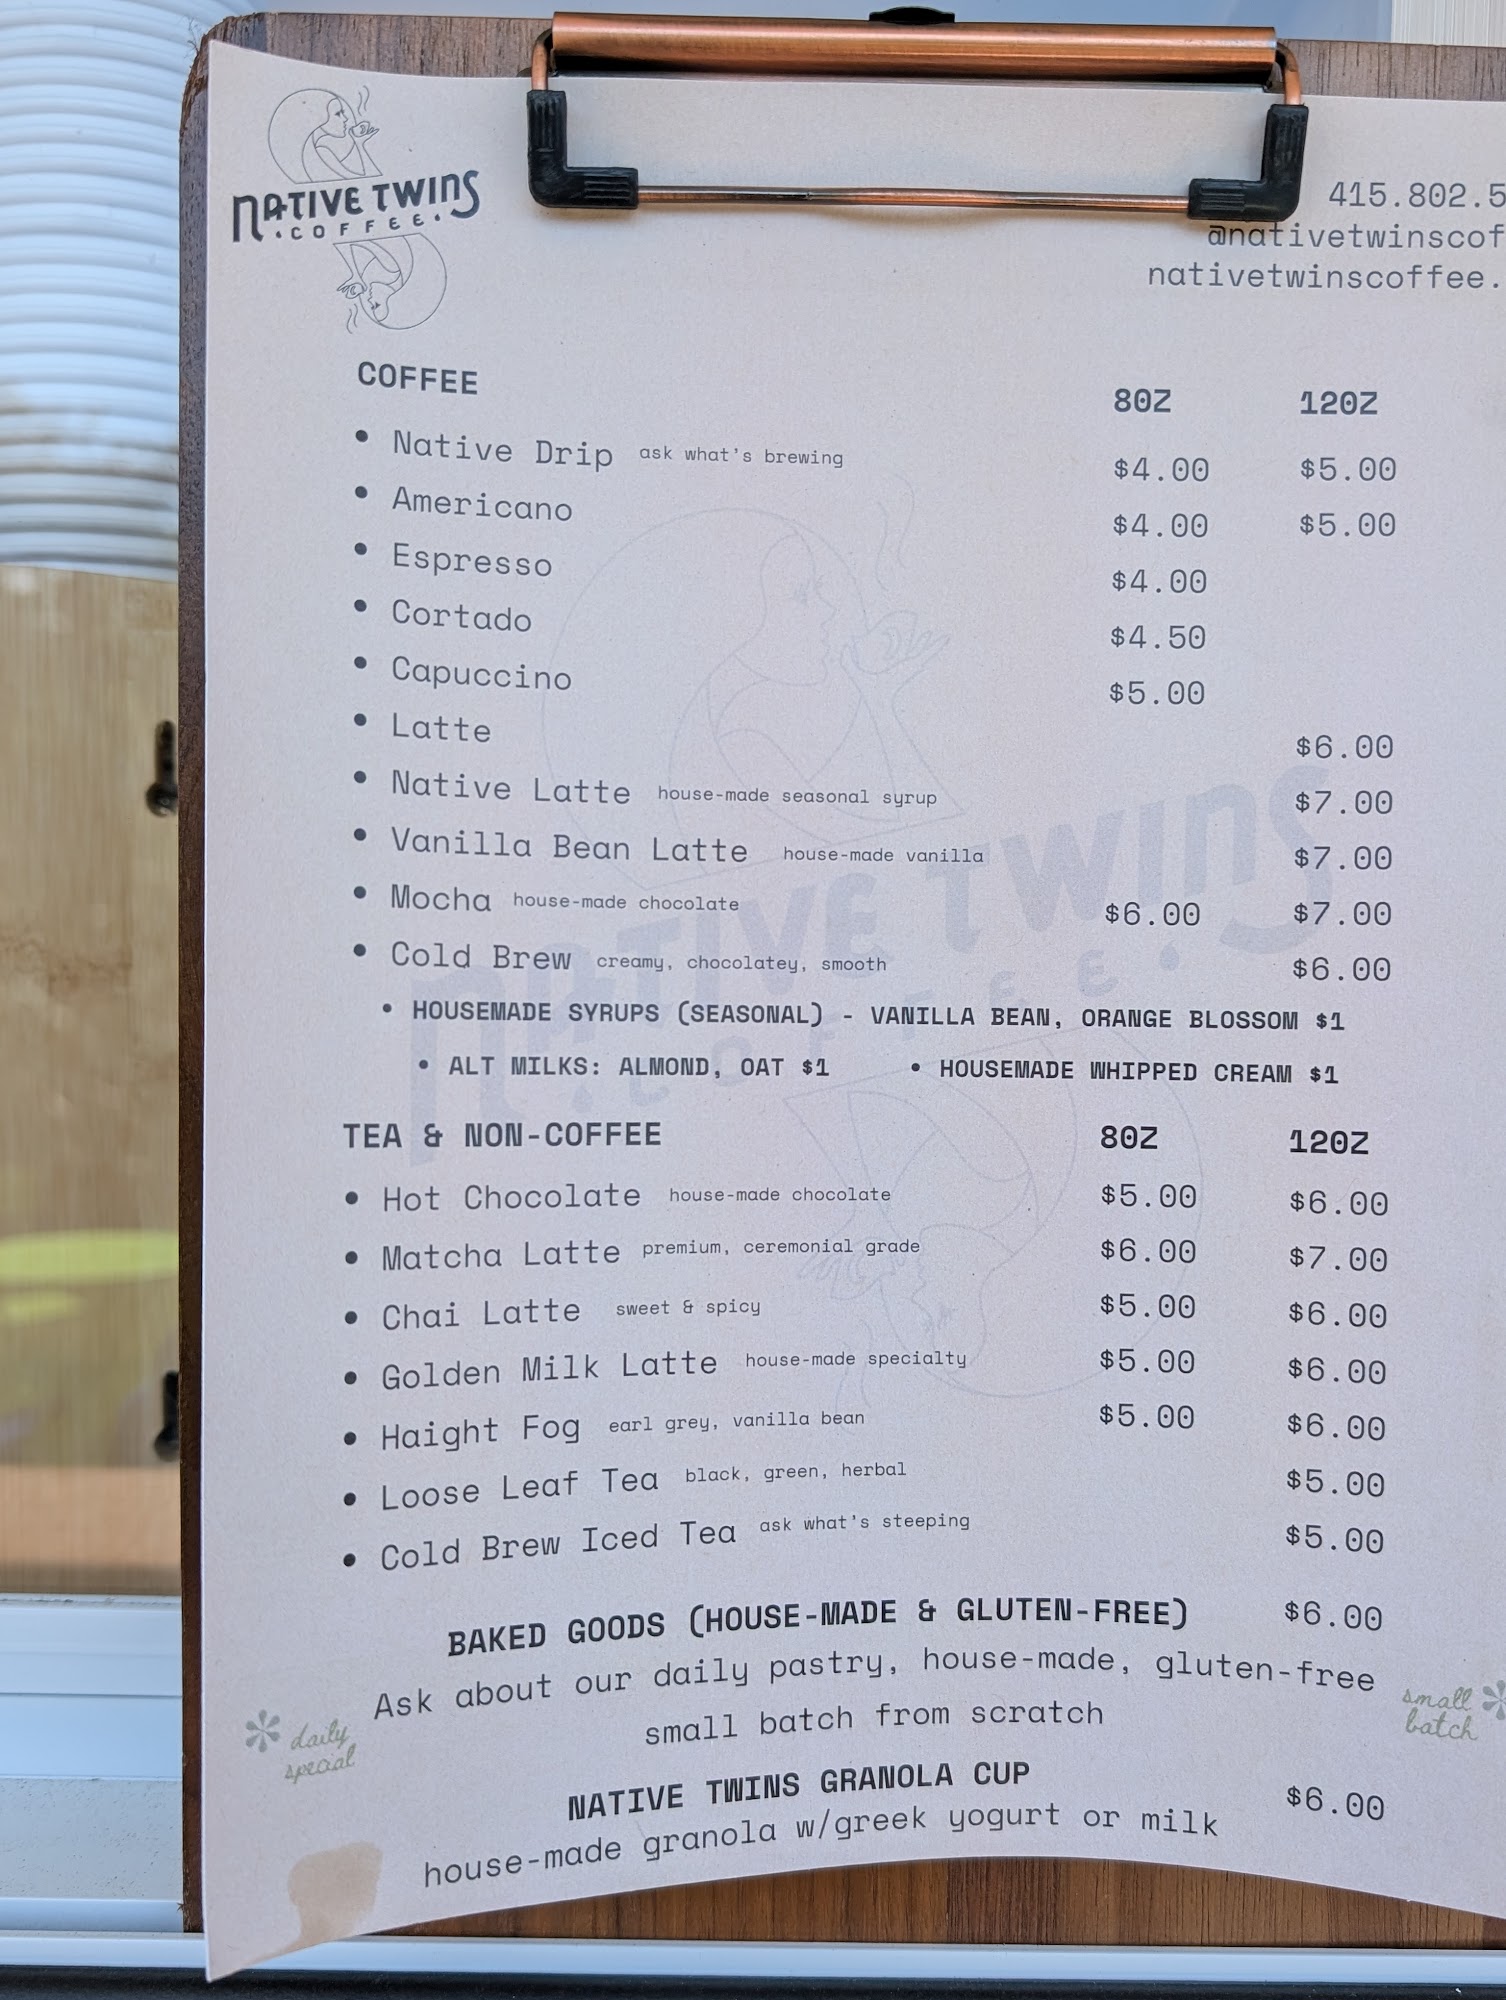 NATIVE TWINS
COFFEE
415.802.5
@nativetwinscof
nativetwinscoffee.
COFFEE 8OZ 12OZ
• Native Drip ask what's brewing $4.00 $5.00
• Americano $4.00 $5.00
• Espresso $4.00
• Cortado $4.50
• Capuccino $5.00
• Latte $6.00
• Native Latte house-made seasonal syrup $7.00
• Vanilla Bean Latte house-made vanilla $7.00
• Mocha house-made chocolate $6.00 $7.00
• Cold Brew creamy, chocolatey, smooth $6.00
• HOUSEMADE SYRUPS (SEASONAL) - VANILLA BEAN, ORANGE BLOSSOM $1
• ALT MILKS: ALMOND, OAT $1 • HOUSEMADE WHIPPED CREAM $1
TEA & NON-COFFEE 8OZ 12OZ
• Hot Chocolate house-made chocolate $5.00 $6.00
• Matcha Latte premium, ceremonial grade $6.00 $7.00
• Chai Latte sweet & spicy $5.00 $6.00
• Golden Milk Latte house-made specialty $5.00 $6.00
• Haight Fog earl grey, vanilla bean $5.00 $6.00
• Loose Leaf Tea black, green, herbal $5.00
• Cold Brew Iced Tea ask what's steeping $5.00
BAKED GOODS (HOUSE-MADE & GLUTEN-FREE) $6.00
Ask about our daily pastry, house-made, gluten-free
small batch from scratch
* daily
special
small *
batch
NATIVE TWINS GRANOLA CUP $6.00
house-made granola w/greek yogurt or milk
NATIVE TWINS
COFFEE